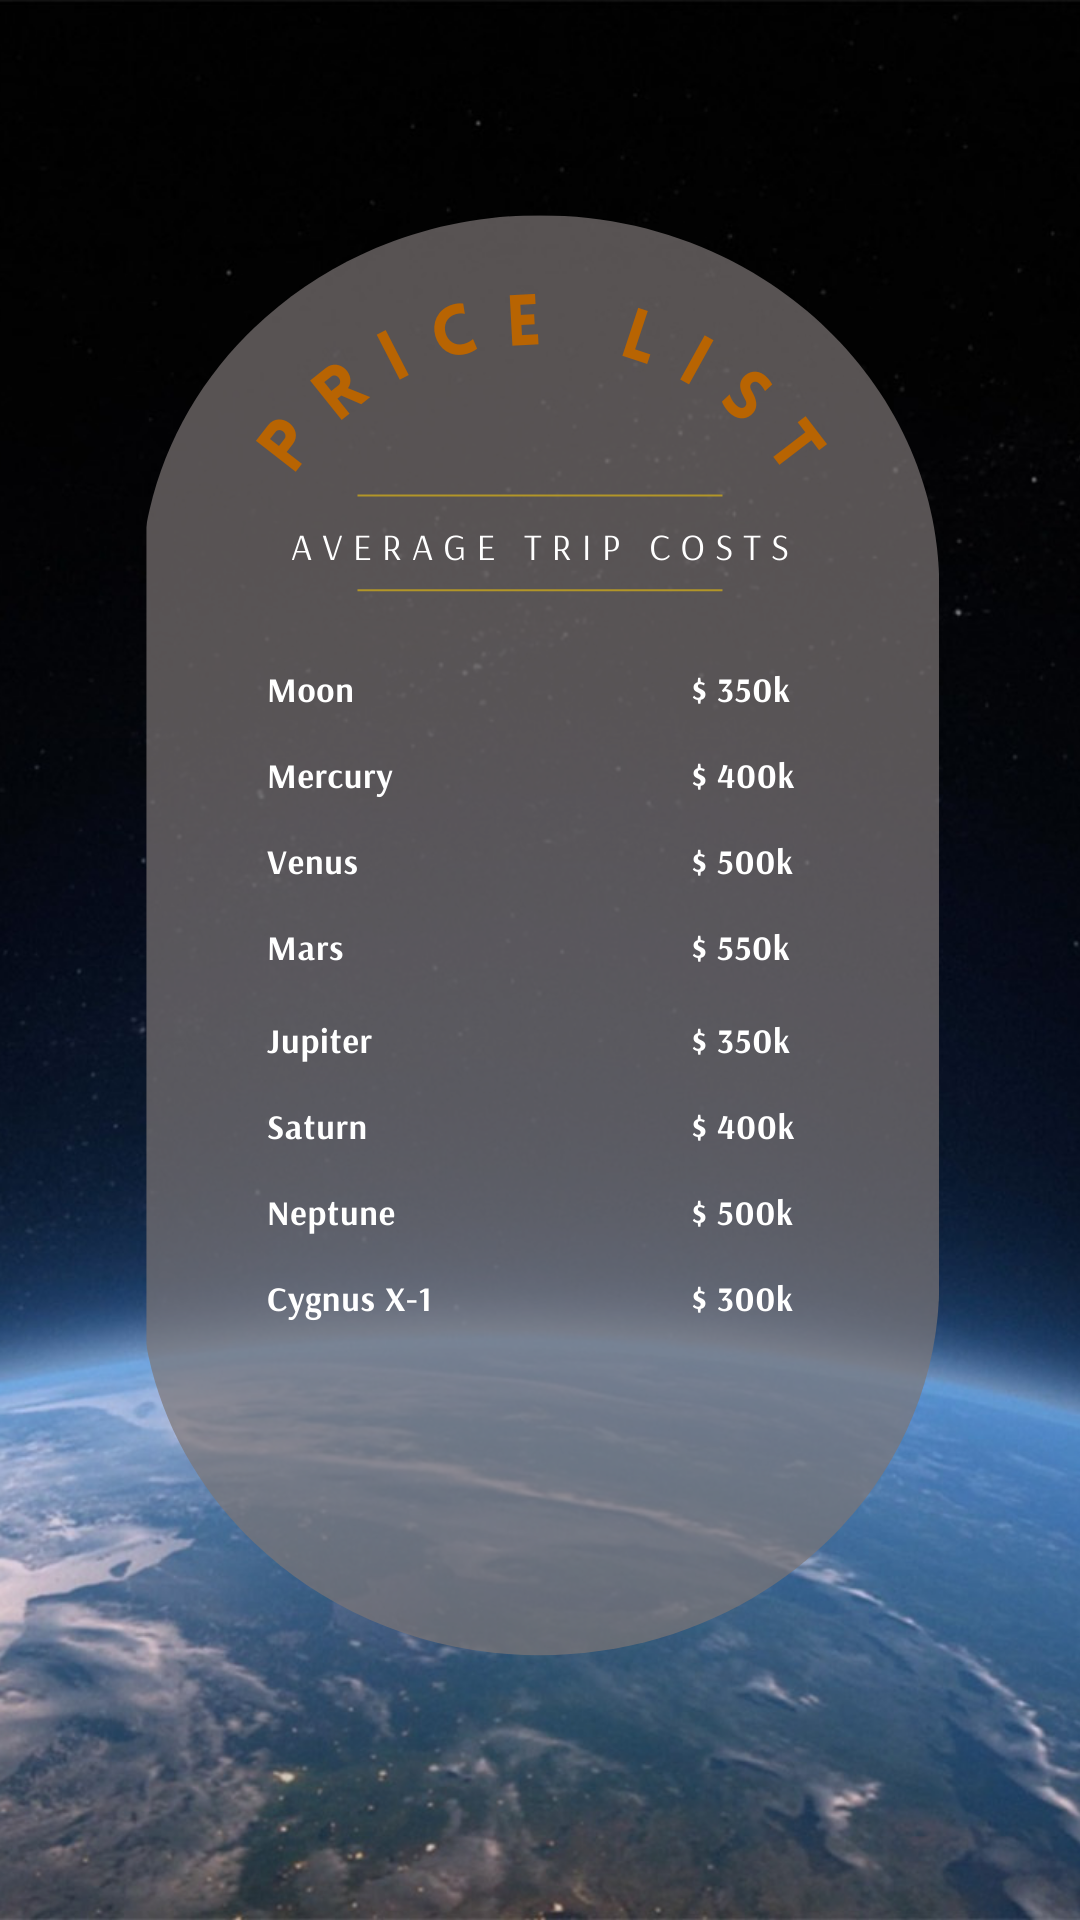 PRICE LIST
AVERAGE TRIP COSTS
Moon $ 350k
Mercury $ 400k
Venus $ 500k
Mars $ 550k
Jupiter $ 350k
Saturn $ 400k
Neptune $ 500k
Cygnus X-1 $ 300k